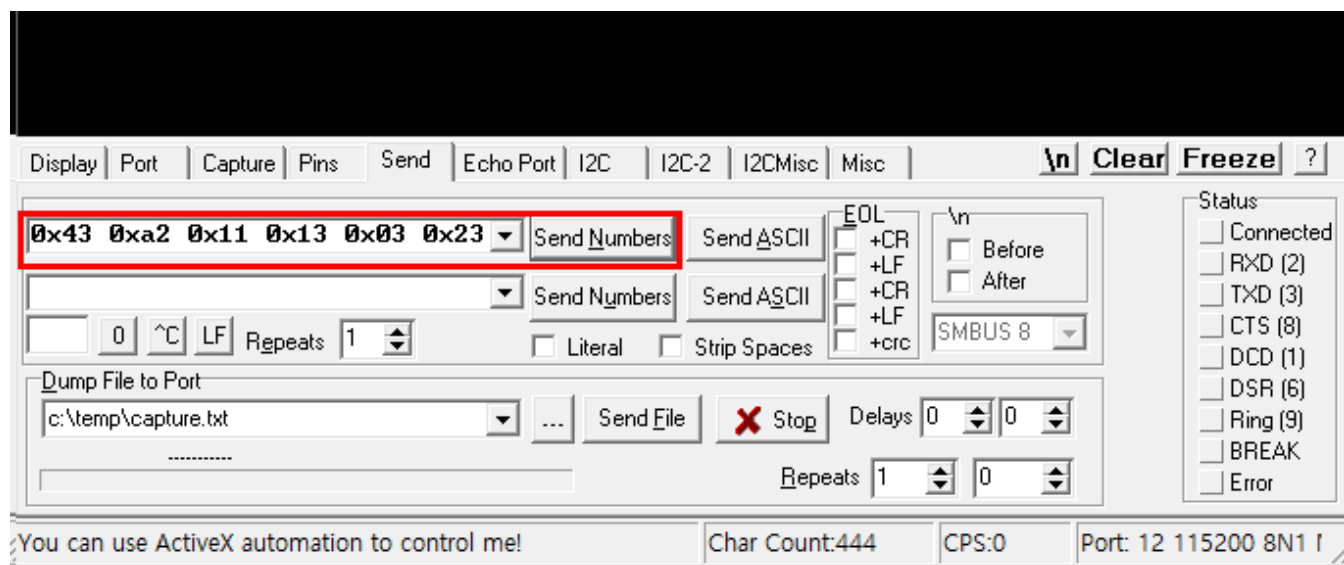 Display Port Capture Pins Send Echo Port I2C I2C-2 I2CMisc Misc \n Clear Freeze ?
0x43 0xa2 0x11 0x13 0x03 0x23 Send Numbers Send ASCII
Send Numbers Send ASCII
0 ^C LF Repeats 1 Literal Strip Spaces
EOL
+CR
+LF
+CR
+LF
+crc
\n
Before
After
SMBUS 8
Dump File to Port
c:\temp\capture.txt ... Send File Stop Delays 0 0
-----------
Repeats 1 0
Status
Connected
RXD (2)
TXD (3)
CTS (8)
DCD (1)
DSR (6)
Ring (9)
BREAK
Error
You can use ActiveX automation to control me! Char Count:444 CPS:0 Port: 12 115200 8N1